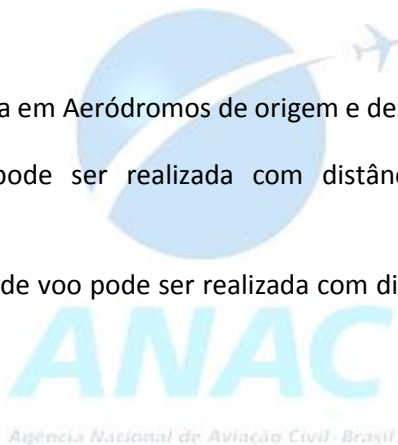 a em Aeródromos de origem e de
pode ser realizada com distân
de voo pode ser realizada com di
ANAC
Agência Nacional de Aviação Civil - Brasil